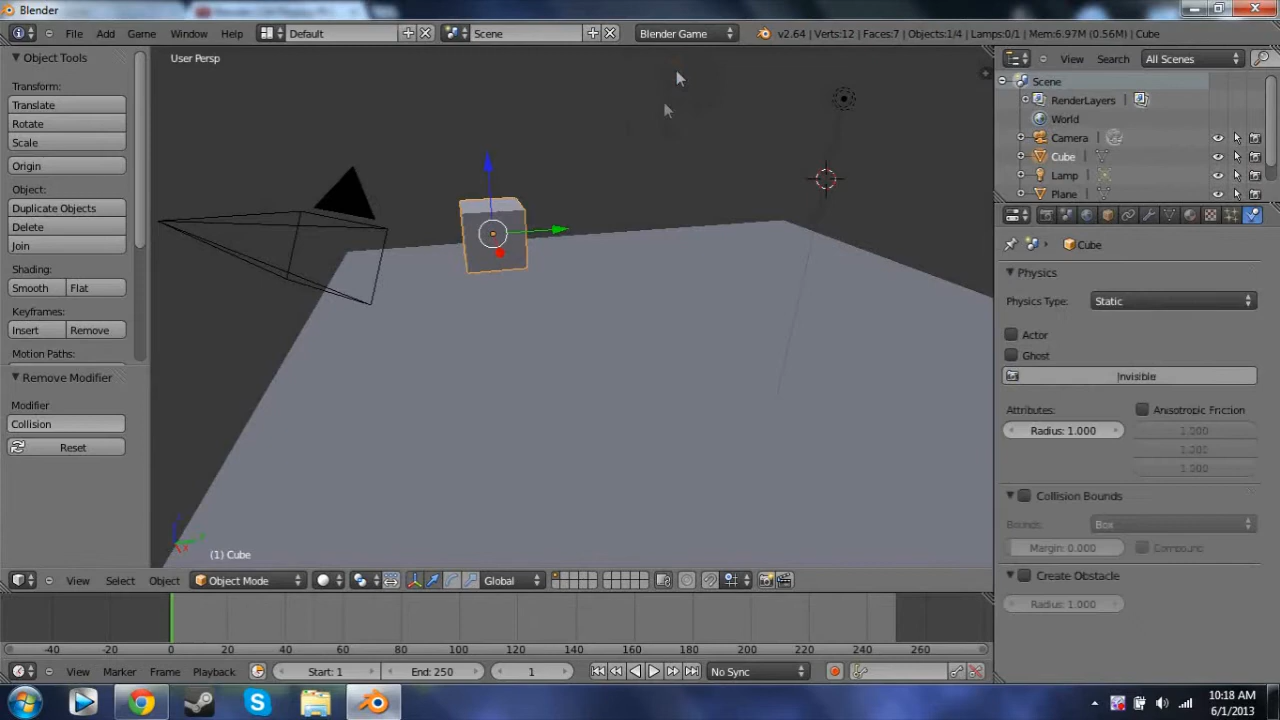 Blender
File Add Game Window Help Default Scene Blender Game v2.64 | Verts:12 | Faces:7 | Objects:1/4 | Lamps:0/1 | Mem:6.97M (0.56M) | Cube
Object Tools
Transform:
Translate
Rotate
Scale
Origin
Object:
Duplicate Objects
Delete
Join
Shading:
Smooth Flat
Keyframes:
Insert Remove
Motion Paths:
Remove Modifier
Modifier
Collision
Reset
User Persp
(1) Cube
View Search All Scenes
Scene
RenderLayers
World
Camera
Cube
Lamp
Plane
Cube
Physics
Physics Type: Static
Actor
Ghost
Invisible
Attributes: Anisotropic Friction
Radius: 1.000 1.000
1.000
1.000
Collision Bounds
Bounds: Box
Margin: 0.000 Compound
Create Obstacle
Radius: 1.000
View Select Object Object Mode Global
-40 -20 0 20 40 60 80 100 120 140 160 180 200 220 240 260
View Marker Frame Playback Start: 1 End: 250 1 No Sync
10:18 AM
6/1/2013